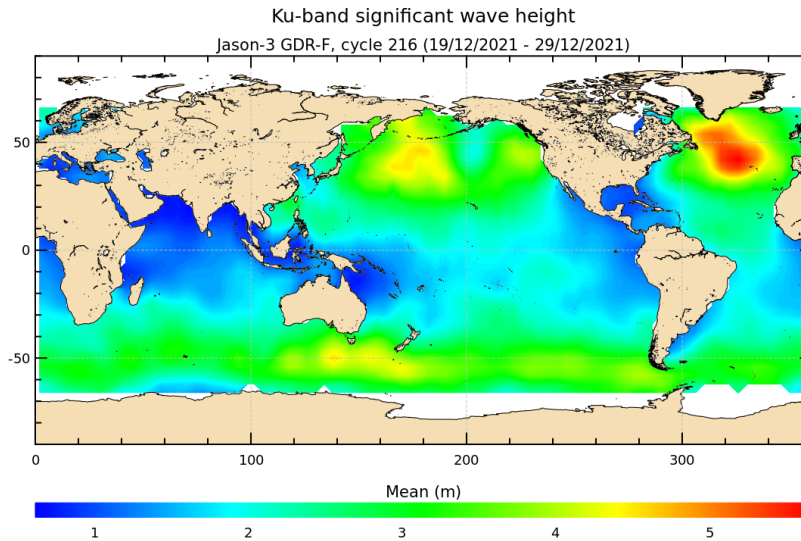 Ku-band significant wave height
Jason-3 GDR-F, cycle 216 (19/12/2021 - 29/12/2021)
50
0
-50
0 100 200 300
Mean (m)
1 2 3 4 5